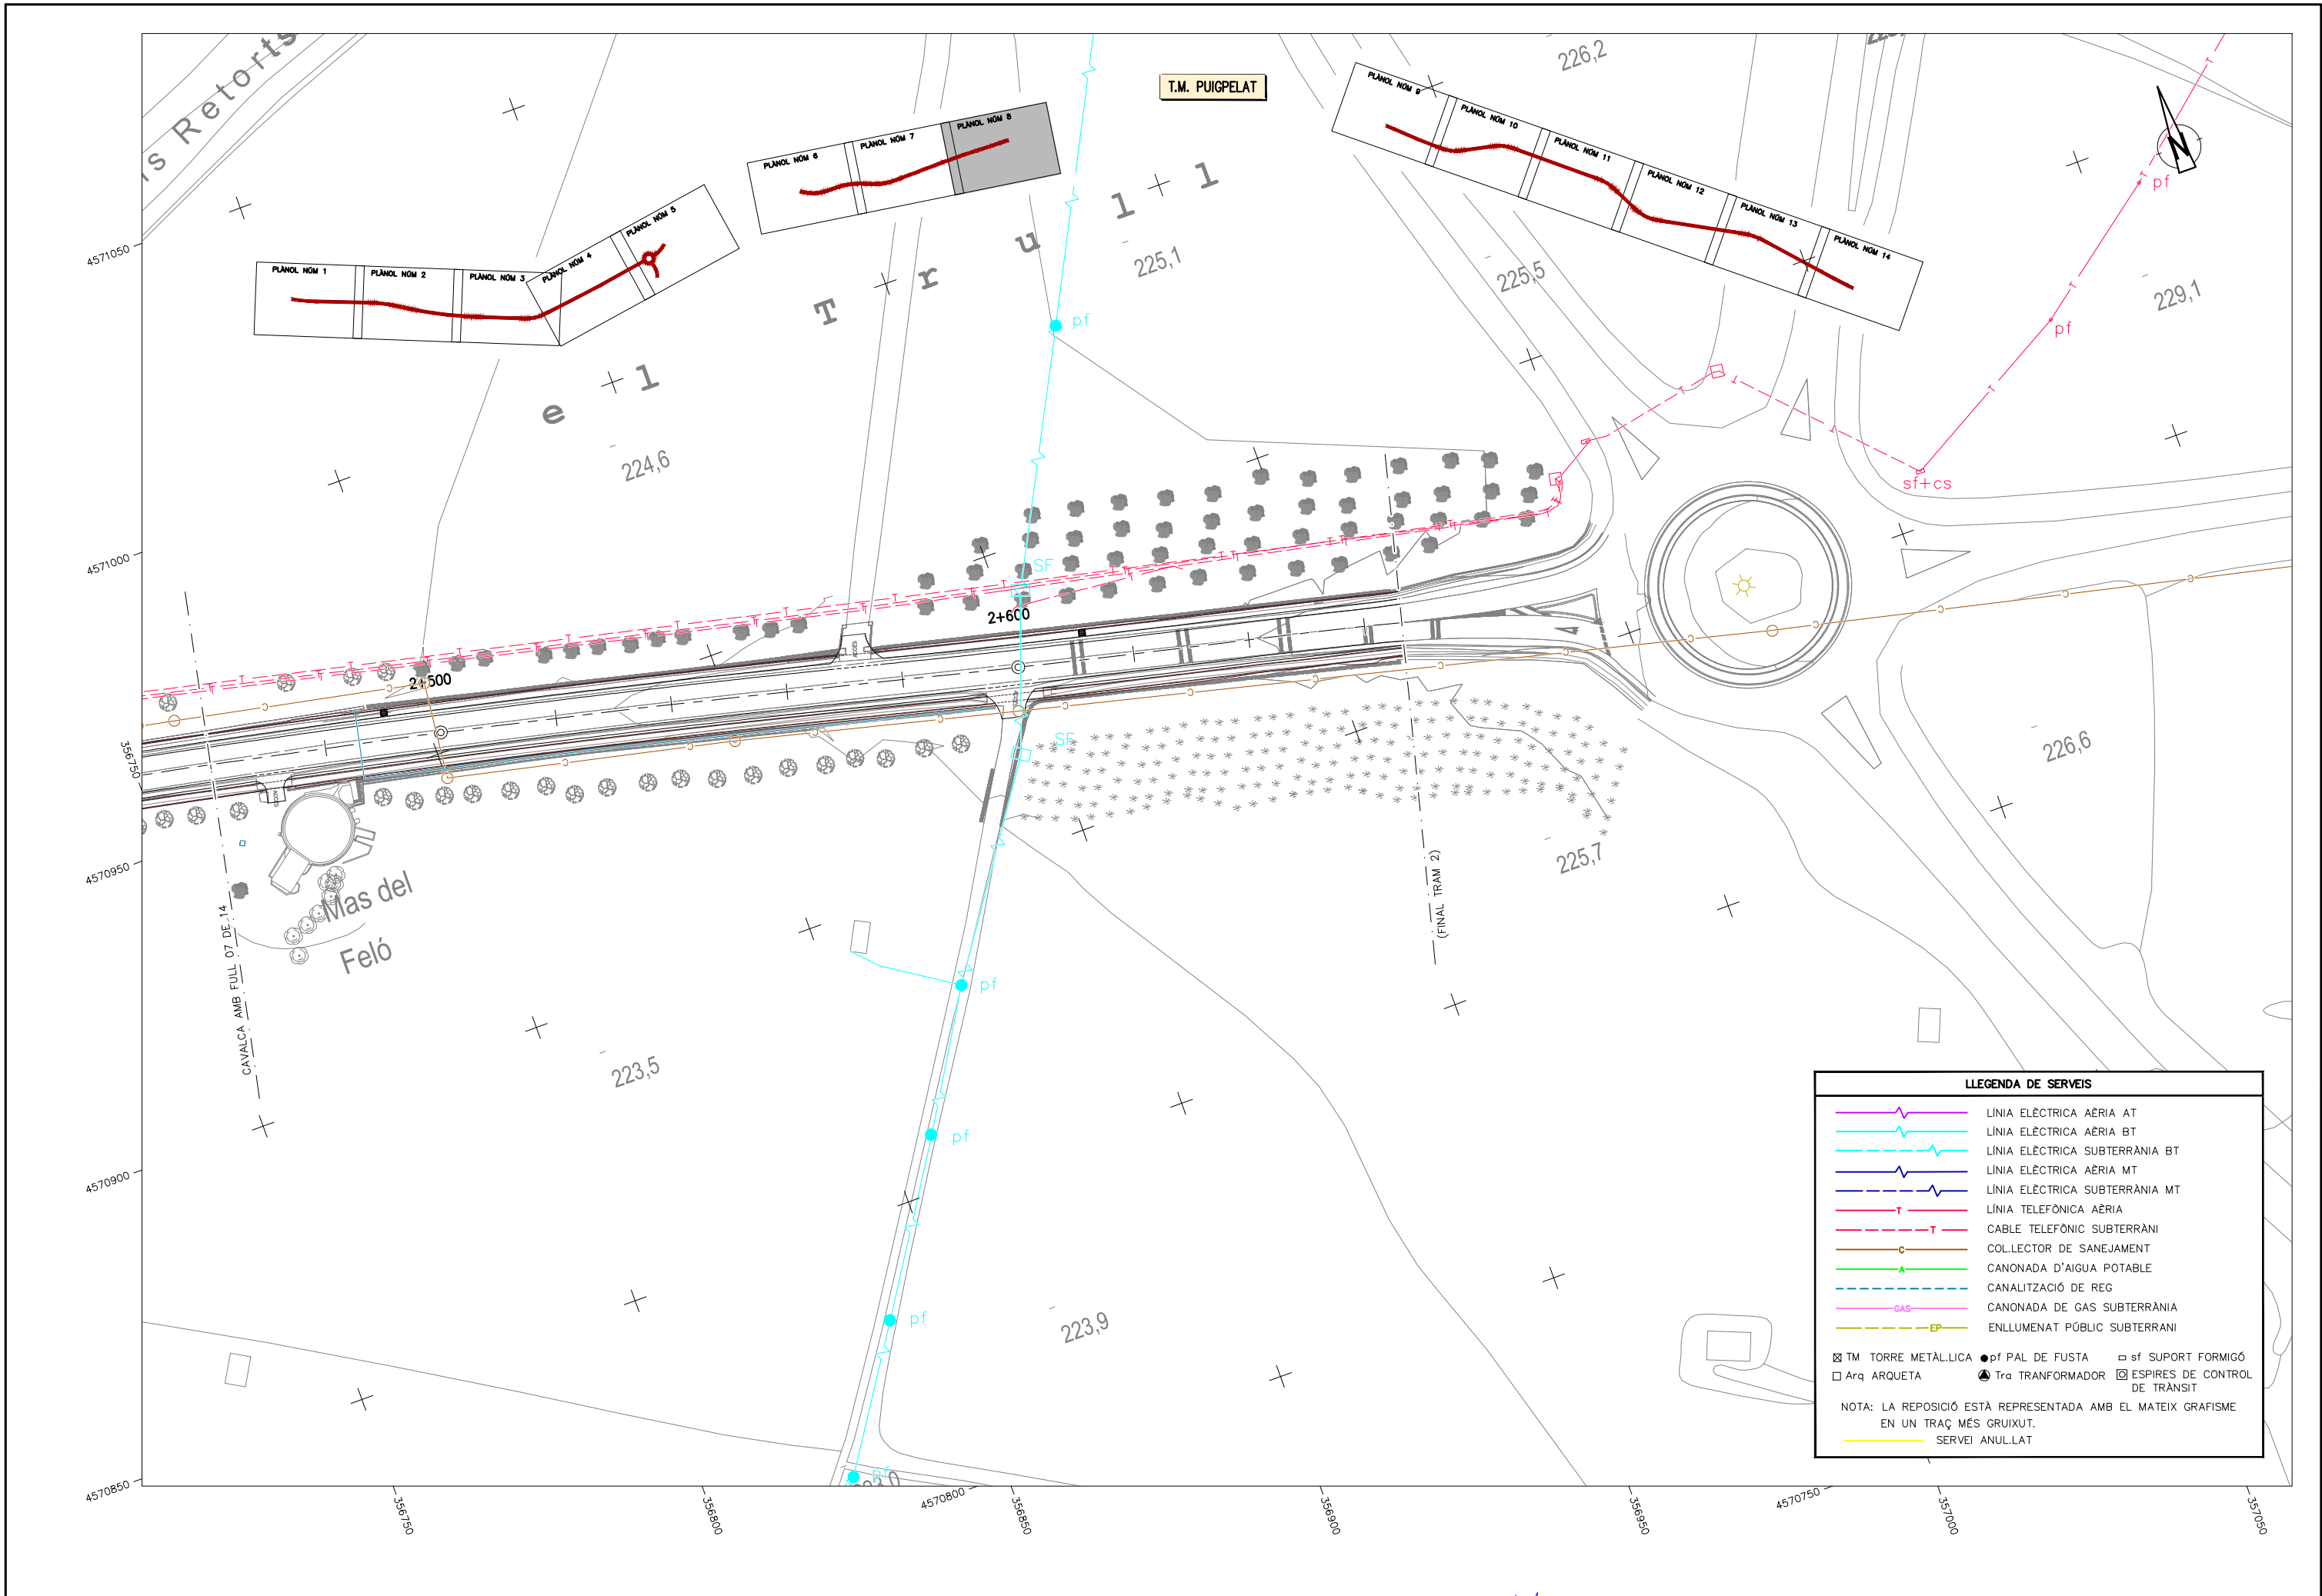 T.M. PUIGPELAT
226,2
s Retorts
PLÀNOL NÚM 1
PLÀNOL NÚM 2
PLÀNOL NÚM 3
PLÀNOL NÚM 4
PLÀNOL NÚM 5
PLÀNOL NÚM 6
PLÀNOL NÚM 7
PLÀNOL NÚM 8
PLÀNOL NÚM 9
PLÀNOL NÚM 10
PLÀNOL NÚM 11
PLÀNOL NÚM 12
PLÀNOL NÚM 13
PLÀNOL NÚM 14
N
pf
4571050
el Trull
225,1
225,5
229,1
pf
pf
224,6
sf+cs
4571000
SF
2+600
2+500
ACCÉS
ACCÉS
ACCÉS
SF
356750
226,6
4570950
Mas del
Feló
225,7
CAVALCA AMB FULL 07 DE 14
(FINAL TRAM 2)
pf
223,5
pf
4570900
pf
223,9
pf
4570850
4570800
4570750
356750
356800
356850
356900
356950
357000
357050
LLEGENDA DE SERVEIS
LÍNIA ELÈCTRICA AÈRIA AT
LÍNIA ELÈCTRICA AÈRIA BT
LÍNIA ELÈCTRICA SUBTERRÀNIA BT
LÍNIA ELÈCTRICA AÈRIA MT
LÍNIA ELÈCTRICA SUBTERRÀNIA MT
T LÍNIA TELEFÒNICA AÈRIA
T CABLE TELEFÒNIC SUBTERRÀNI
C COL.LECTOR DE SANEJAMENT
A CANONADA D'AIGUA POTABLE
CANALITZACIÓ DE REG
GAS CANONADA DE GAS SUBTERRÀNIA
EP ENLLUMENAT PÚBLIC SUBTERRANI
TM TORRE METÀL.LICA pf PAL DE FUSTA sf SUPORT FORMIGÓ
Arq ARQUETA Tra TRANFORMADOR ESPIRES DE CONTROL
DE TRÀNSIT
NOTA: LA REPOSICIÓ ESTÀ REPRESENTADA AMB EL MATEIX GRAFISME
EN UN TRAÇ MÉS GRUIXUT.
SERVEI ANUL.LAT